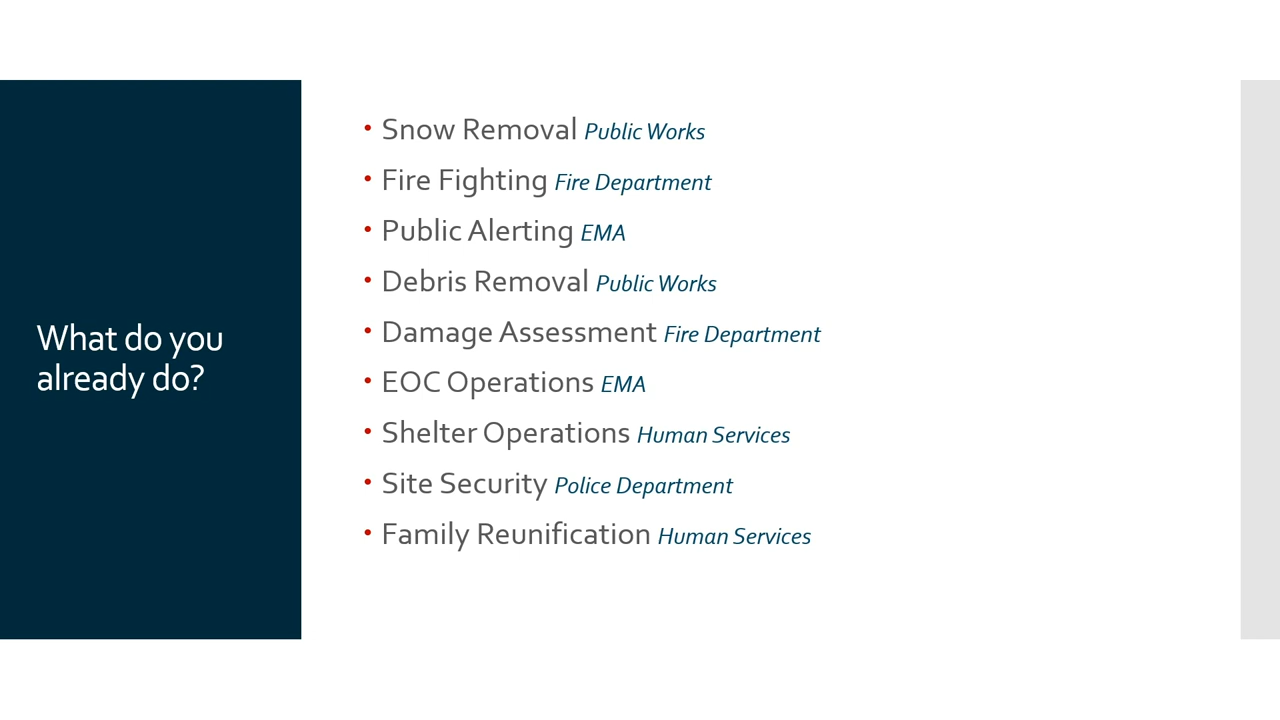 What do you
already do?
• Snow Removal Public Works
• Fire Fighting Fire Department
• Public Alerting EMA
• Debris Removal Public Works
• Damage Assessment Fire Department
• EOC Operations EMA
• Shelter Operations Human Services
• Site Security Police Department
• Family Reunification Human Services